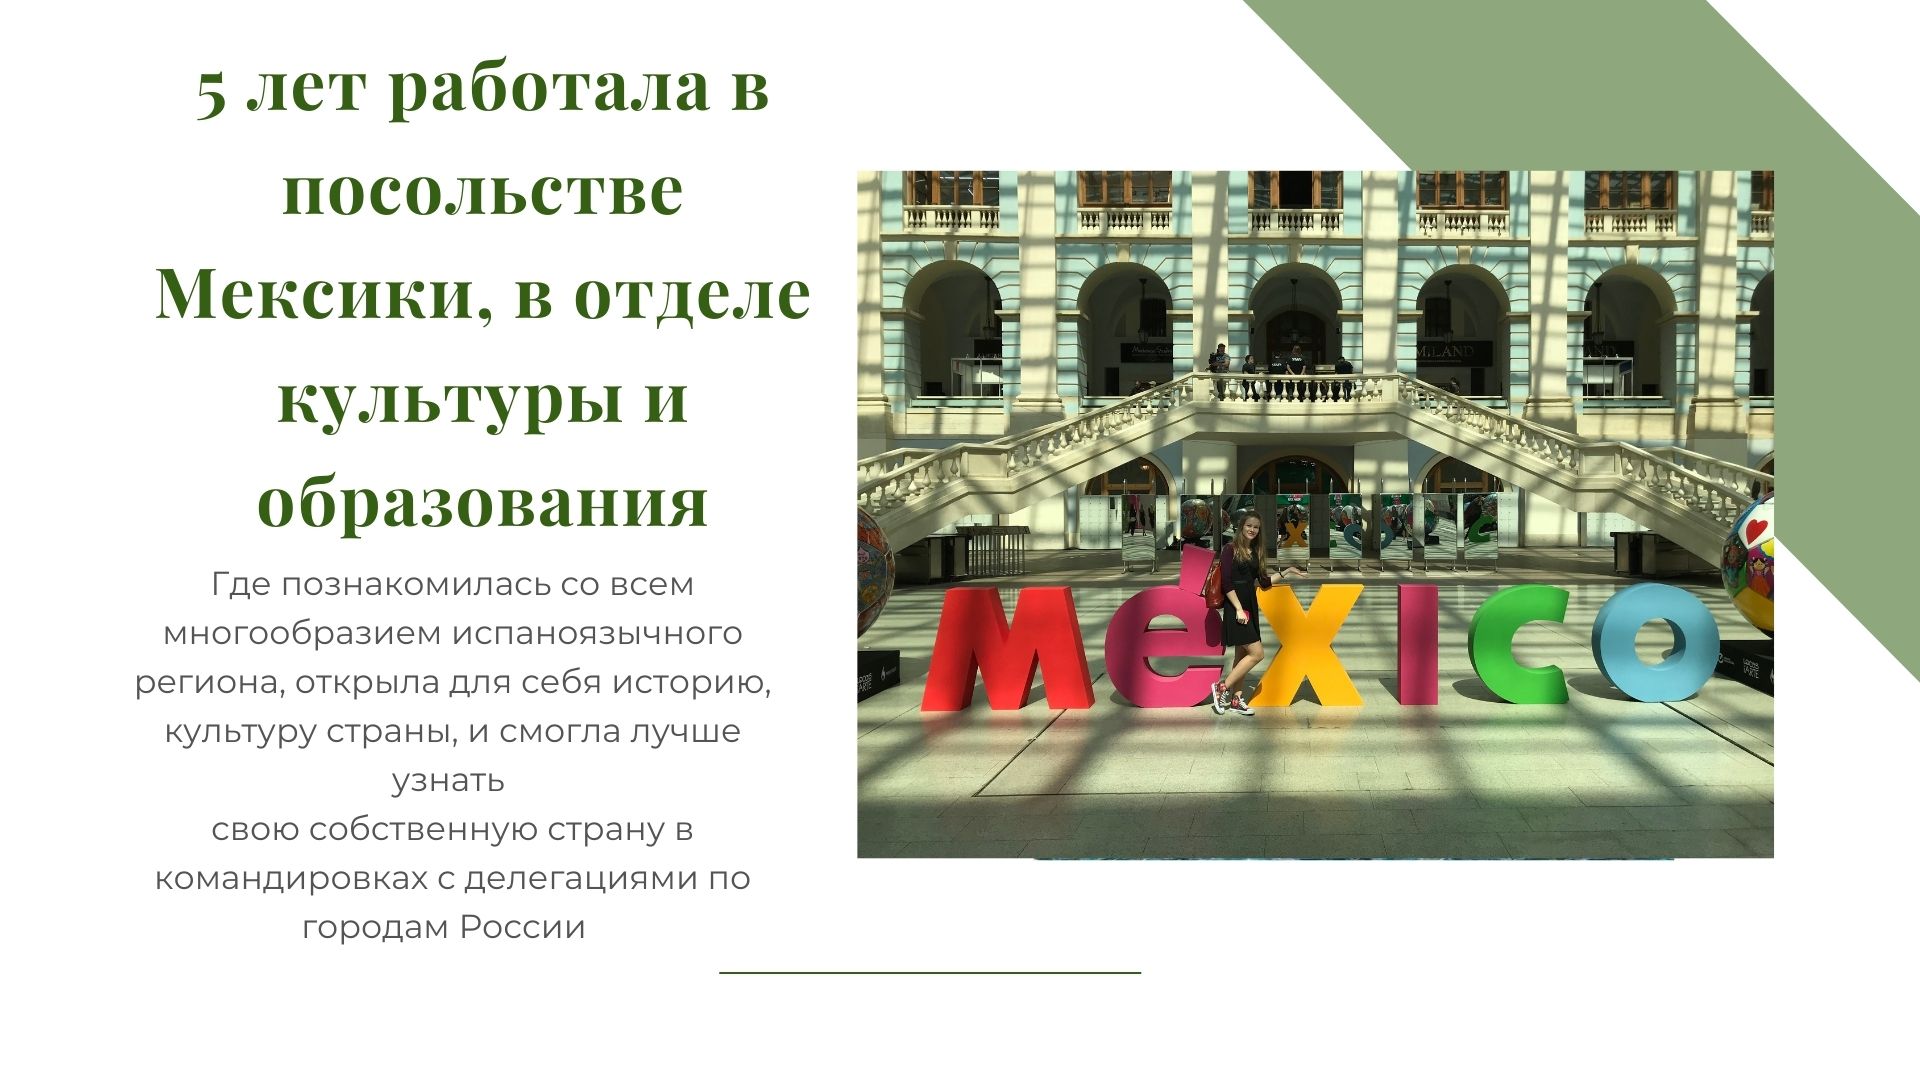 5 лет работала в
посольстве
Мексики, в отделе
культуры и
образования
Где познакомилась со всем
многообразием испаноязычного
региона, открыла для себя историю,
культуру страны, и смогла лучше
узнать
свою собственную страну в
командировках с делегациями по
городам России
MILAND
México